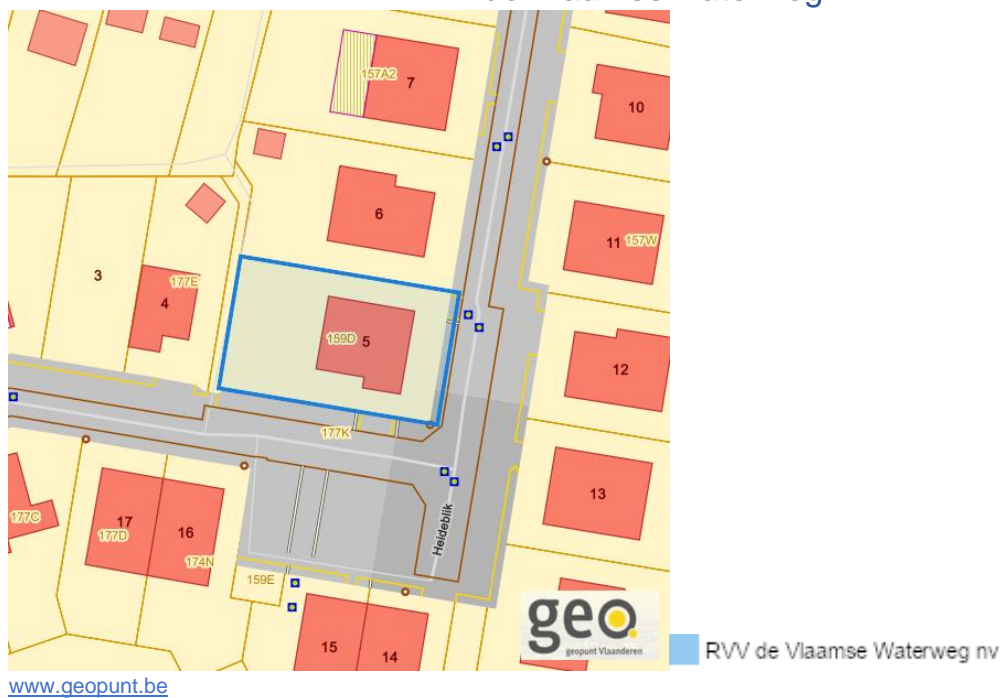 157A2
7
10
6
11 157W
3
177E
4
159D 5
12
177K
13
177C
17
177D
16
174N
Heideblik
159E
15
14
geo.
geopunt Vlaanderen
RVV de Vlaamse Waterweg nv
www.geopunt.be